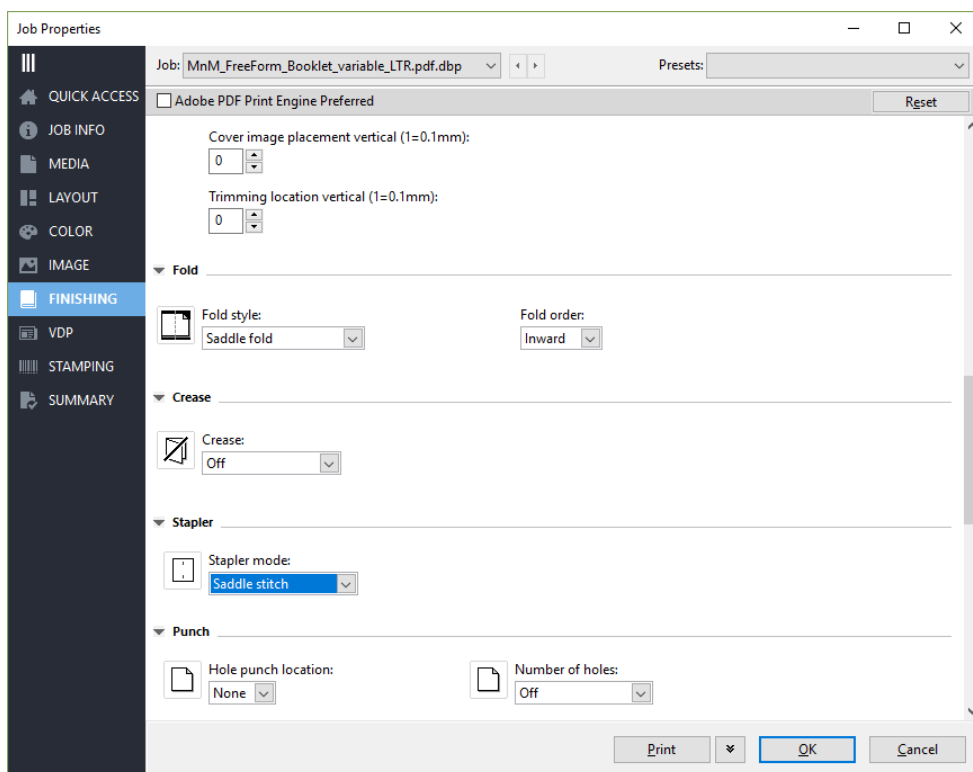 Job Properties
Job: MnM_FreeForm_Booklet_variable_LTR.pdf.dbp Presets:
QUICK ACCESS
JOB INFO
MEDIA
LAYOUT
COLOR
IMAGE
FINISHING
VDP
STAMPING
SUMMARY
Adobe PDF Print Engine Preferred Reset
Cover image placement vertical (1=0.1mm):
0
Trimming location vertical (1=0.1mm):
0
Fold
Fold style: Fold order:
Saddle fold Inward
Crease
Crease:
Off
Stapler
Stapler mode:
Saddle stitch
Punch
Hole punch location: Number of holes:
None Off
Print OK Cancel